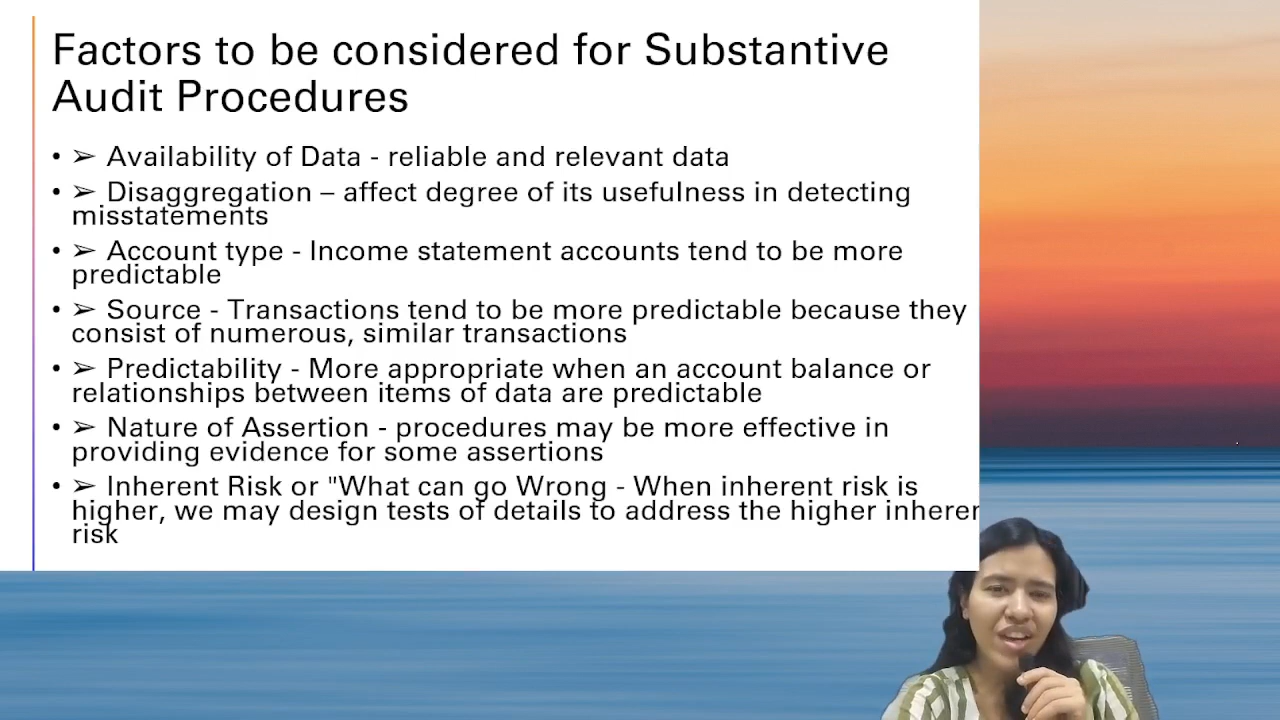 Factors to be considered for Substantive
Audit Procedures
• ➢ Availability of Data - reliable and relevant data
• ➢ Disaggregation – affect degree of its usefulness in detecting
misstatements
• ➢ Account type - Income statement accounts tend to be more
predictable
• ➢ Source - Transactions tend to be more predictable because they
consist of numerous, similar transactions
• ➢ Predictability - More appropriate when an account balance or
relationships between items of data are predictable
• ➢ Nature of Assertion - procedures may be more effective in
providing evidence for some assertions
• ➢ Inherent Risk or "What can go Wrong - When inherent risk is
higher, we may design tests of details to address the higher inheren
risk